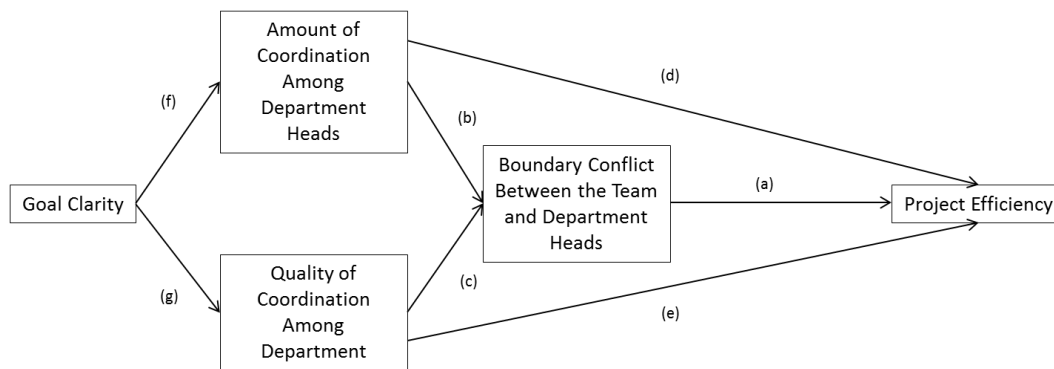 Amount of
Coordination
Among
Department
Heads
(d)
(f)
(b)
Boundary Conflict
Between the Team
and Department
Heads
(a)
Goal Clarity
Project Efficiency
Quality of
Coordination
Among
Department
(g)
(c)
(e)